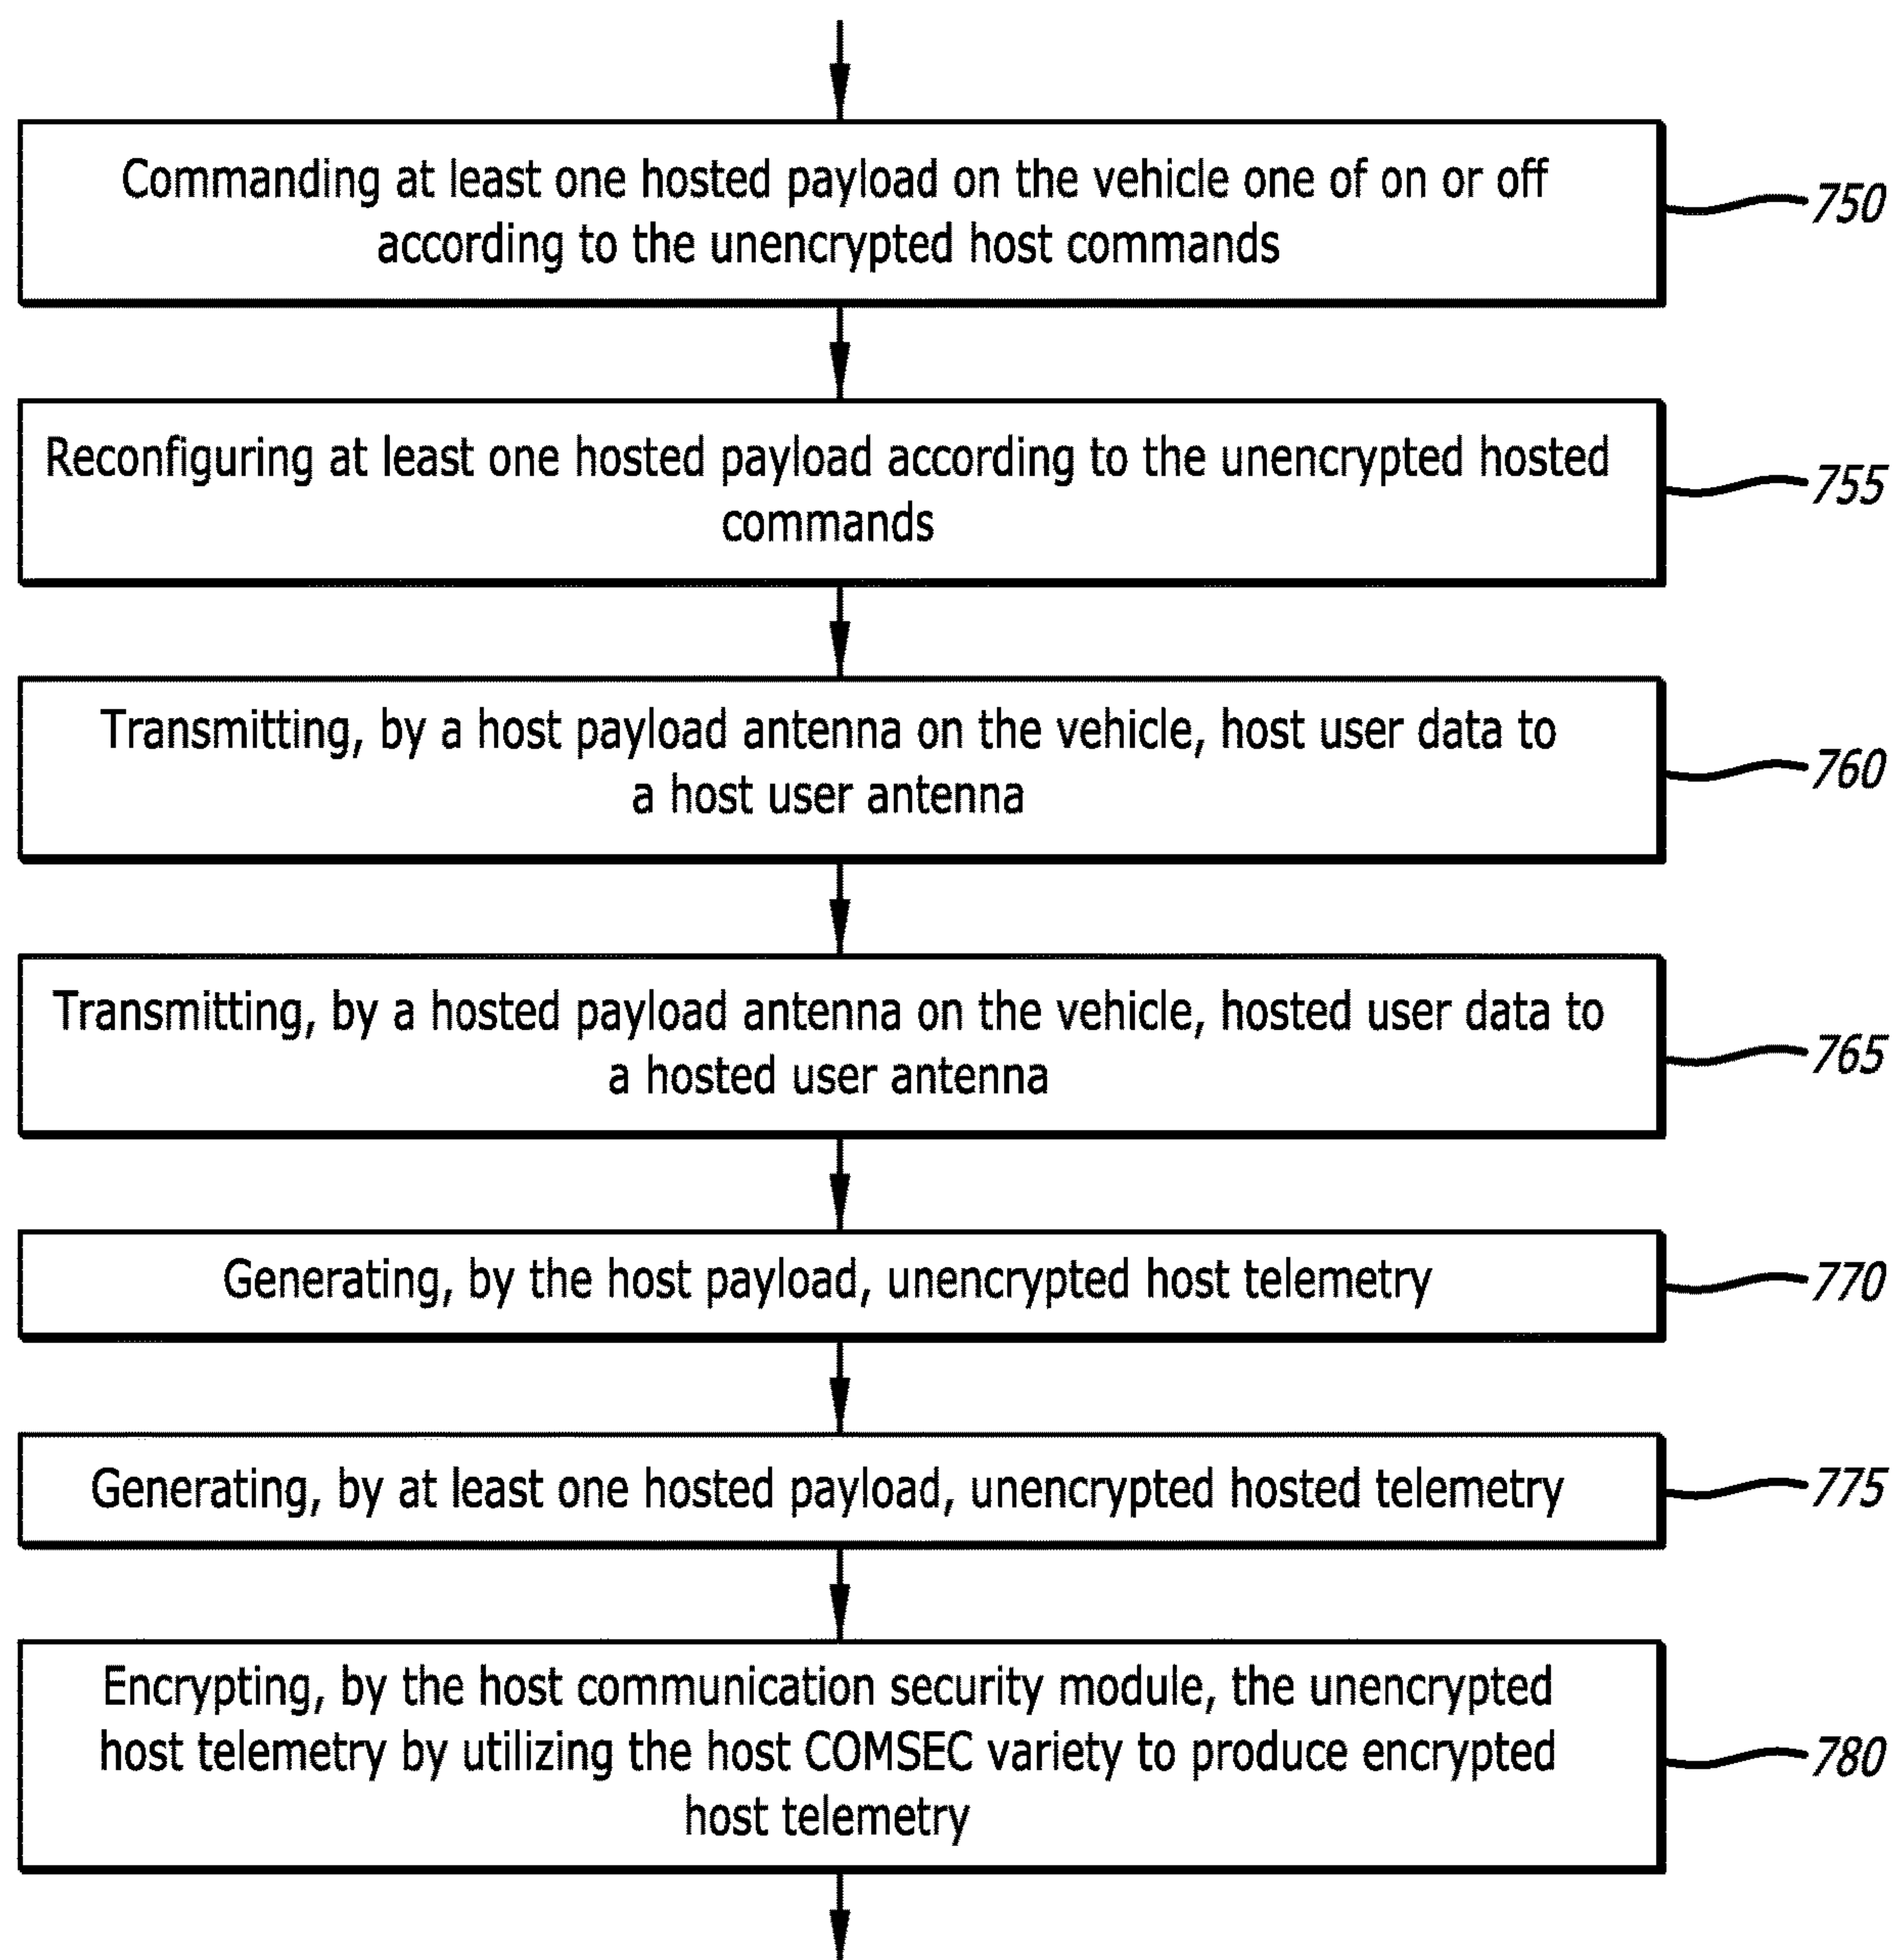 Commanding at least one hosted payload on the vehicle one of on or off
according to the unencrypted host commands
750
Reconfiguring at least one hosted payload according to the unencrypted hosted
commands
755
Transmitting, by a host payload antenna on the vehicle, host user data to
a host user antenna
760
Transmitting, by a hosted payload antenna on the vehicle, hosted user data to
a hosted user antenna
765
Generating, by the host payload, unencrypted host telemetry
770
Generating, by at least one hosted payload, unencrypted hosted telemetry
775
Encrypting, by the host communication security module, the unencrypted
host telemetry by utilizing the host COMSEC variety to produce encrypted
host telemetry
780